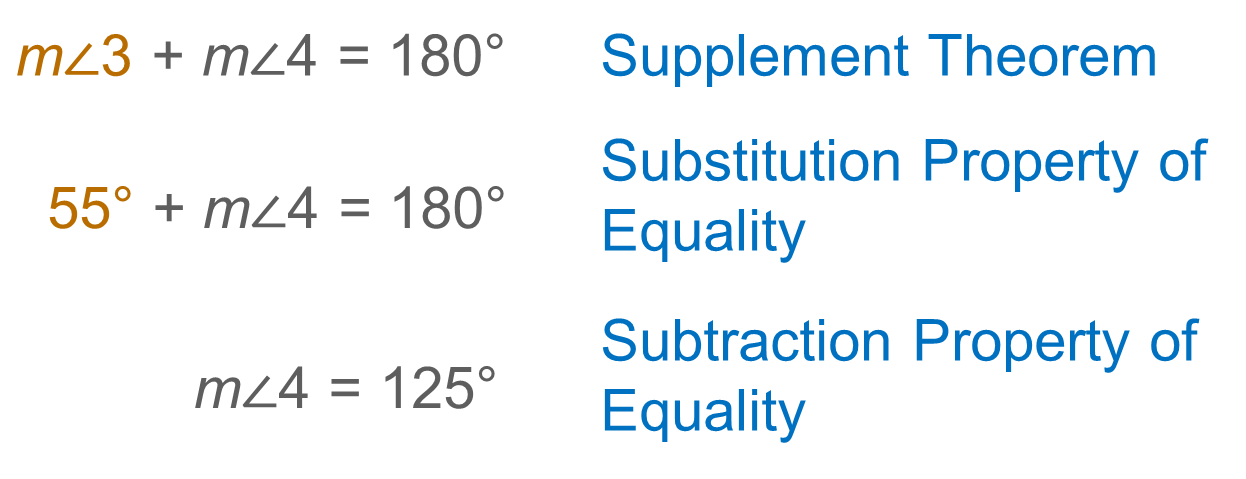 m∠3 + m∠4 = 180° Supplement Theorem
55° + m∠4 = 180° Substitution Property of
Equality
m∠4 = 125° Subtraction Property of
Equality